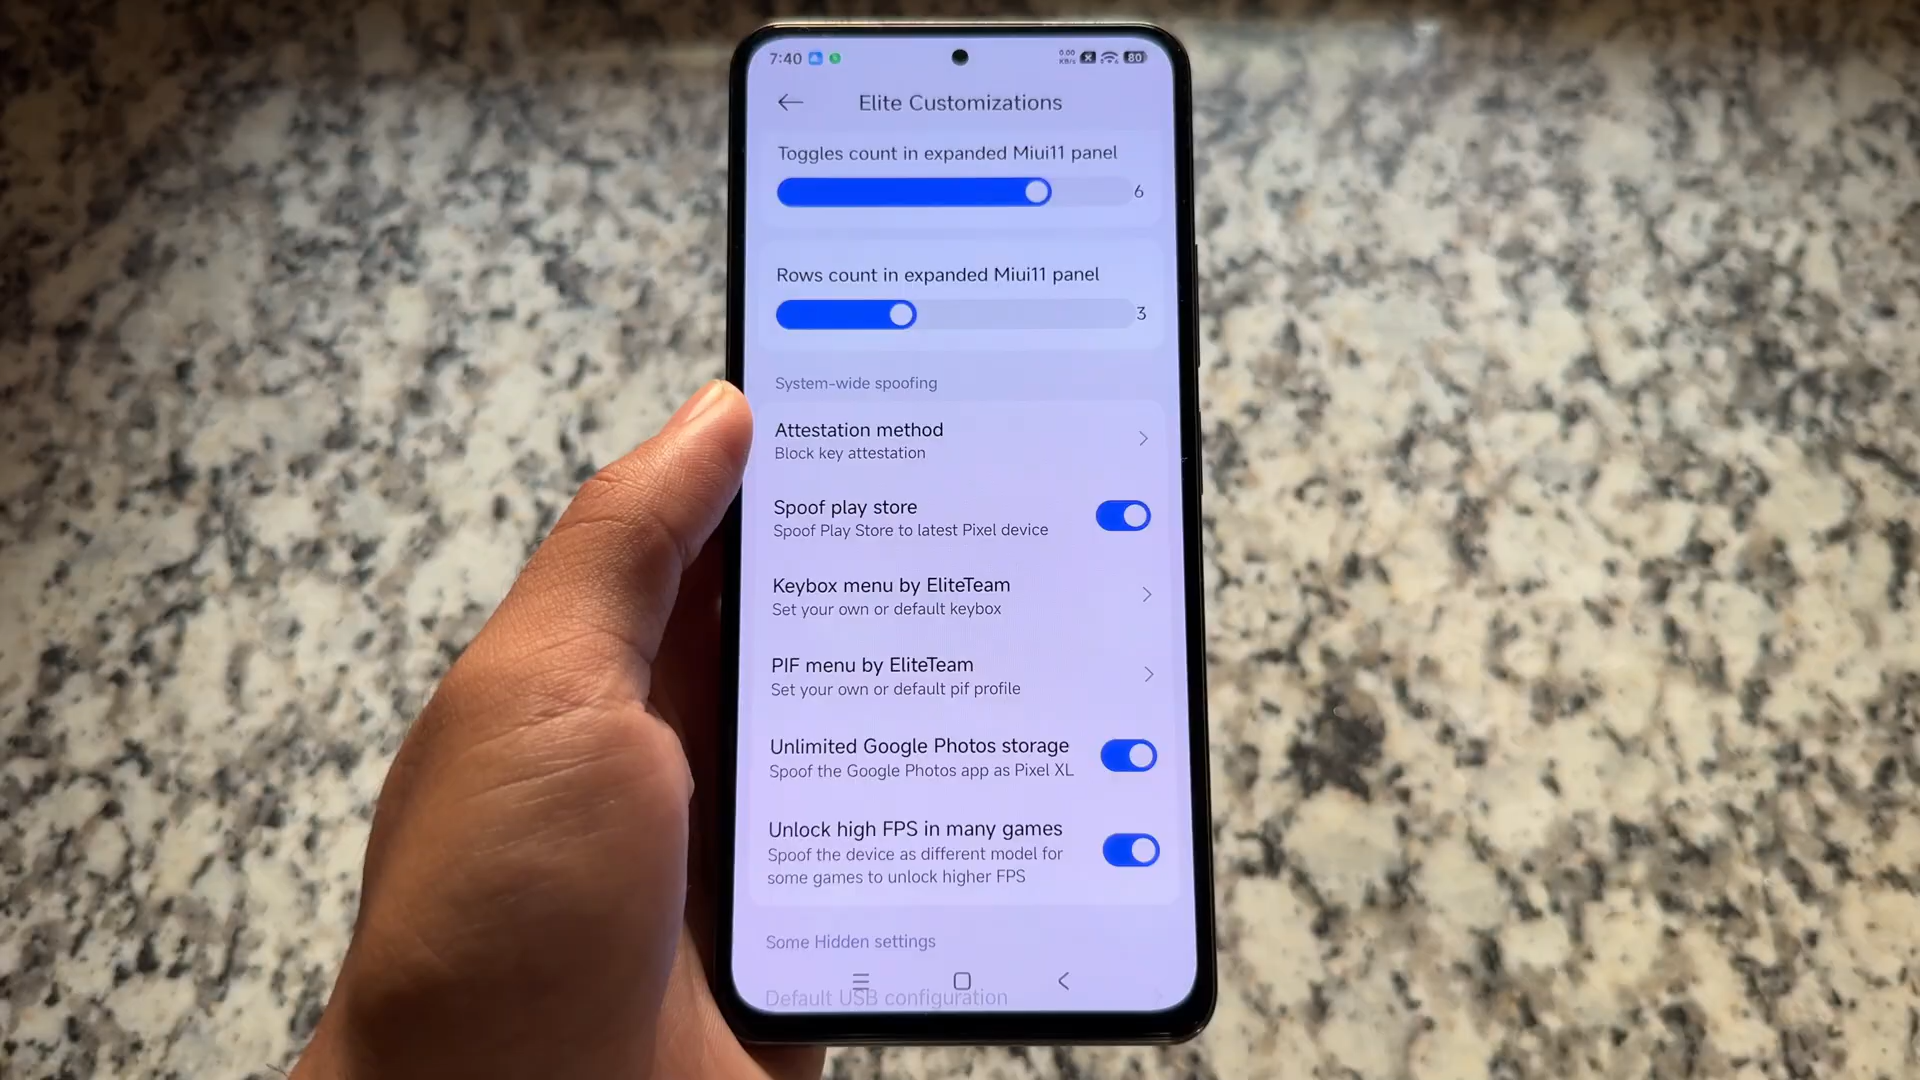 7:40
0.00
KB/s
80
Elite Customizations
Toggles count in expanded Miui11 panel
6
Rows count in expanded Miui11 panel
3
System-wide spoofing
Attestation method
Block key attestation
Spoof play store
Spoof Play Store to latest Pixel device
Keybox menu by EliteTeam
Set your own or default keybox
PIF menu by EliteTeam
Set your own or default pif profile
Unlimited Google Photos storage
Spoof the Google Photos app as Pixel XL
Unlock high FPS in many games
Spoof the device as different model for
some games to unlock higher FPS
Some Hidden settings
Default USB configuration